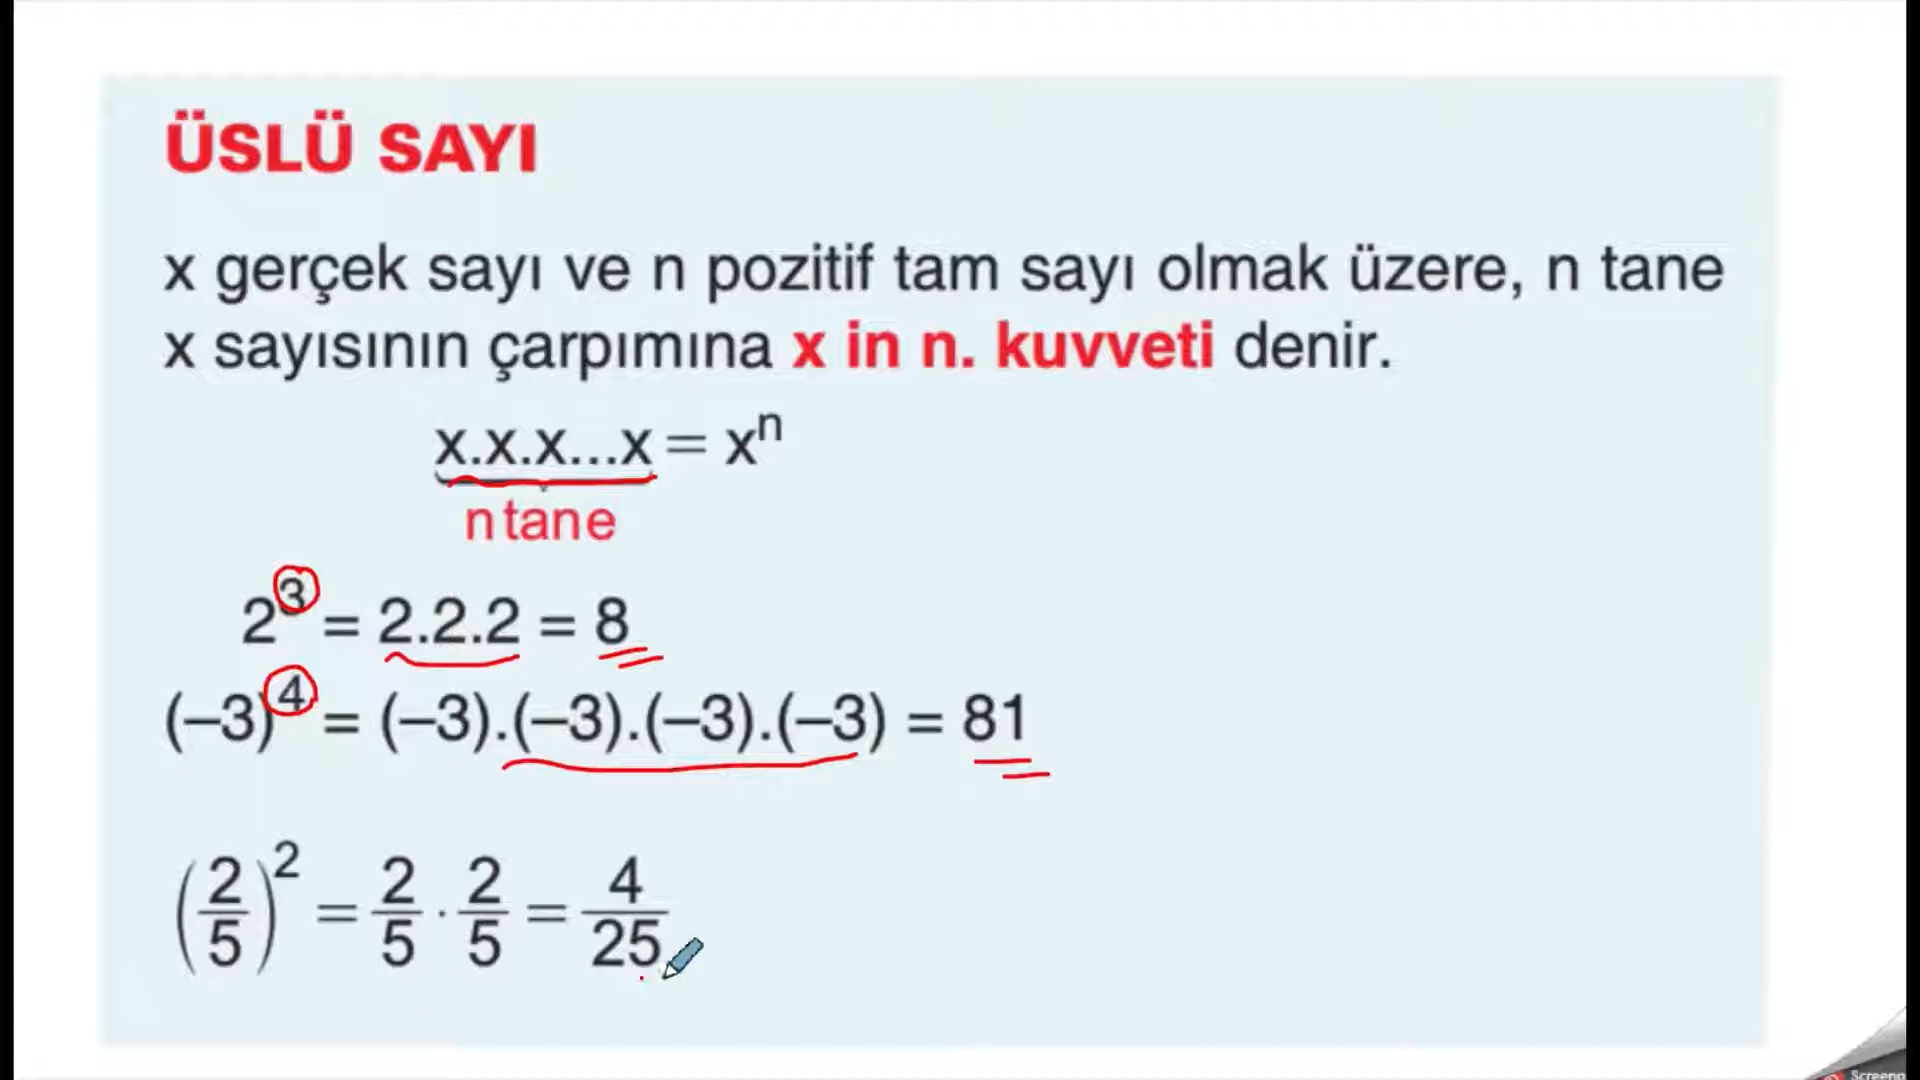 ÜSLÜ SAYI
x gerçek sayı ve n pozitif tam sayı olmak üzere, n tane
x sayısının çarpımına x in n. kuvveti denir.
x.x.x...x = xⁿ
n tane
2³ = 2.2.2 = 8
(–3)⁴ = (–3).(–3).(–3).(–3) = 81
(2/5)² = 2/5 · 2/5 = 4/25